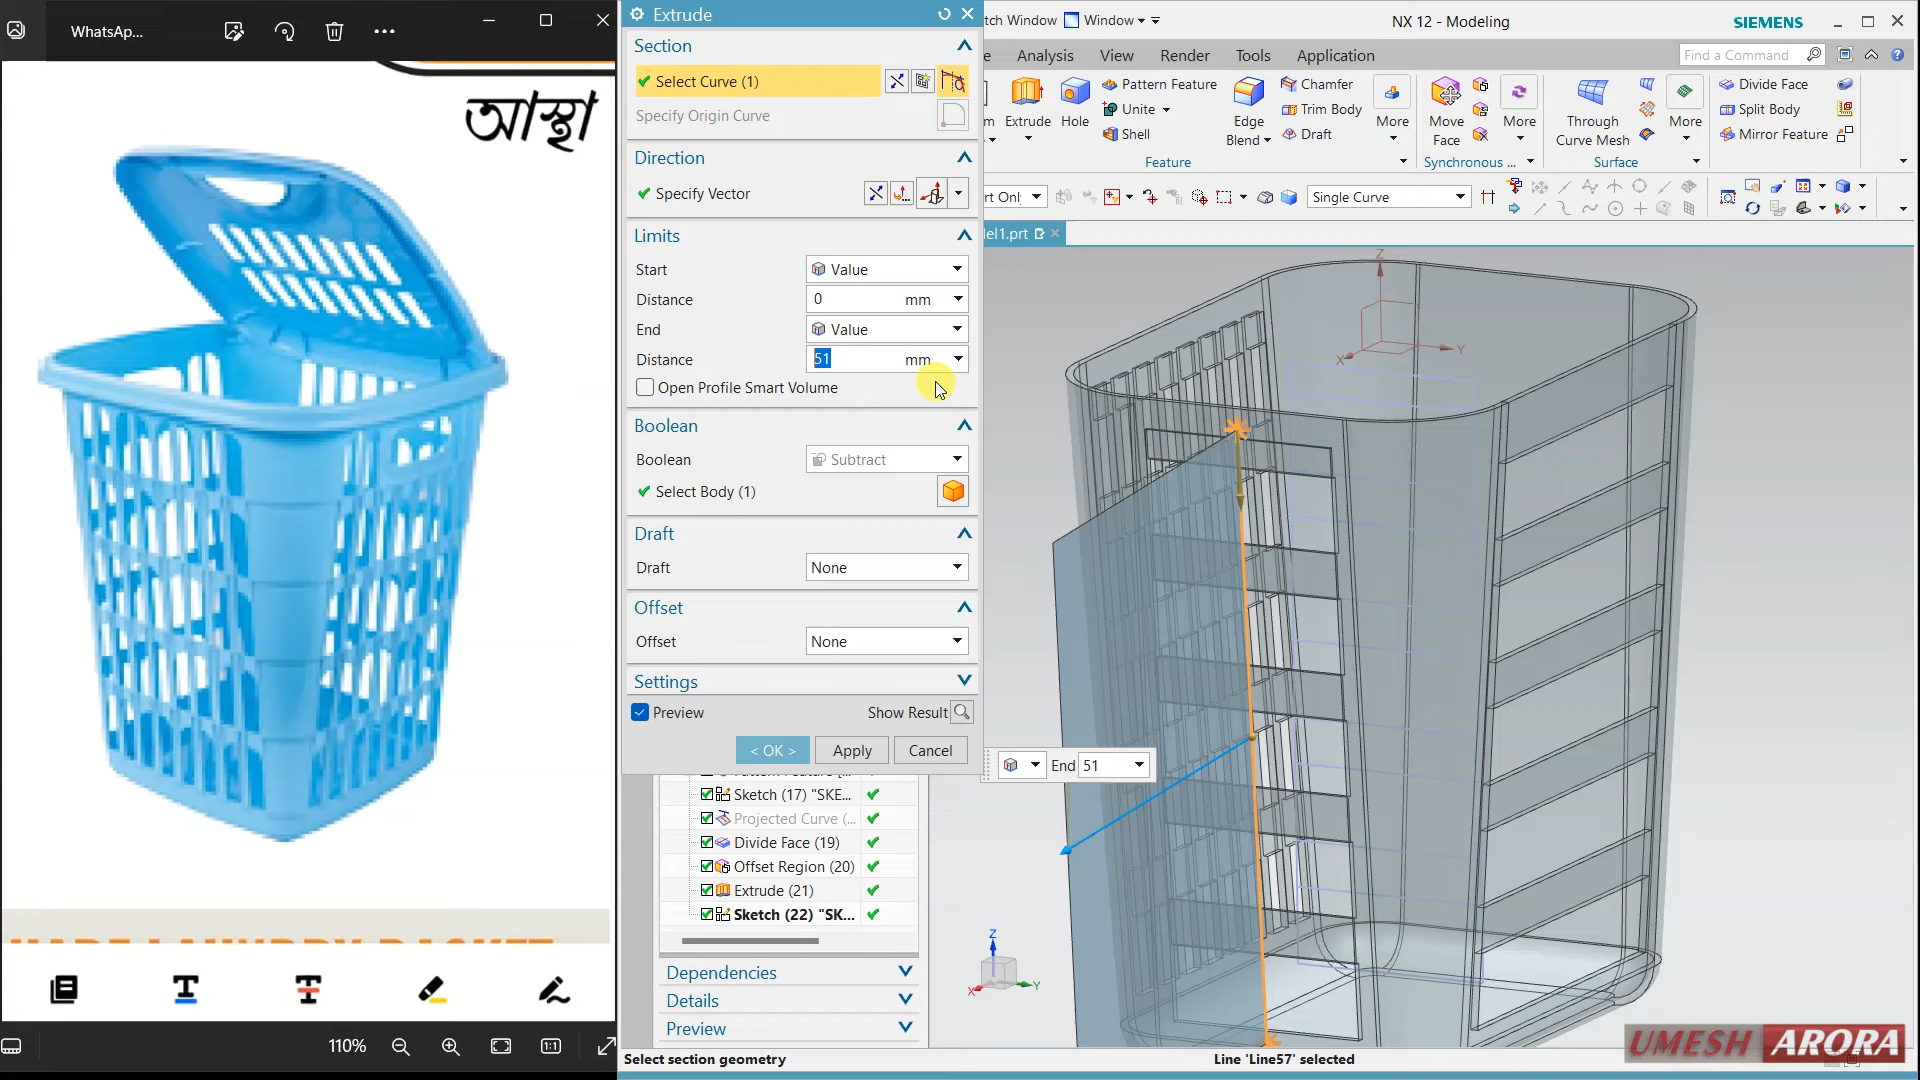 WhatsAp...
আস্থা
110%
Extrude
Section
Select Curve (1)
Specify Origin Curve
Direction
Specify Vector
Limits
Start
Value
Distance
0 mm
End
Value
Distance
51 mm
Open Profile Smart Volume
Boolean
Boolean
Subtract
Select Body (1)
Draft
Draft
None
Offset
Offset
None
Settings
Preview
Show Result
< OK >
Apply
Cancel
Sketch (17) "SKE...
Projected Curve (...
Divide Face (19)
Offset Region (20)
Extrude (21)
Sketch (22) "SK...
Dependencies
Details
Preview
Select section geometry
Line 'Line57' selected
tch Window
Window
NX 12 - Modeling
SIEMENS
Analysis
View
Render
Tools
Application
Find a Command
Extrude
Hole
Pattern Feature
Unite
Shell
Edge
Blend
Chamfer
Trim Body
Draft
More
Feature
Move
Face
More
Synchronous ...
Through
Curve Mesh
More
Surface
Divide Face
Split Body
Mirror Feature
rt Only
Single Curve
del1.prt
Z
X
Y
End 51
Z
X
Y
UMESH ARORA